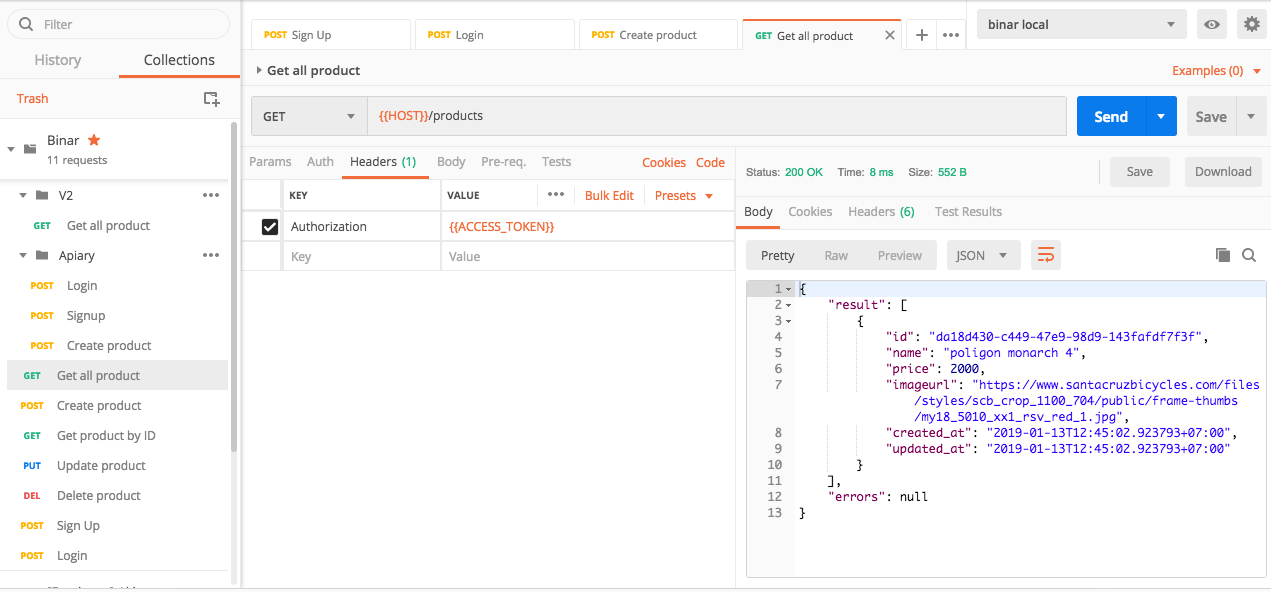 Filter
History
Collections
Trash
Binar
11 requests
V2
GET Get all product
Apiary
POST Login
POST Signup
POST Create product
GET Get all product
POST Create product
GET Get product by ID
PUT Update product
DEL Delete product
POST Sign Up
POST Login
POST Sign Up
POST Login
POST Create product
GET Get all product
binar local
Get all product
Examples (0)
GET
{{HOST}}/products
Send
Save
Params Auth Headers (1) Body Pre-req. Tests
Cookies Code
KEY VALUE
Bulk Edit Presets
Authorization {{ACCESS_TOKEN}}
Key Value
Status: 200 OK Time: 8 ms Size: 552 B
Save Download
Body Cookies Headers (6) Test Results
Pretty Raw Preview JSON
1 {
2 "result": [
3 {
4 "id": "da18d430-c449-47e9-98d9-143fafdf7f3f",
5 "name": "poligon monarch 4",
6 "price": 2000,
7 "imageurl": "https://www.santacruzbicycles.com/files
/styles/scb_crop_1100_704/public/frame-thumbs
/my18_5010_xx1_rsv_red_1.jpg",
8 "created_at": "2019-01-13T12:45:02.923793+07:00",
9 "updated_at": "2019-01-13T12:45:02.923793+07:00"
10 }
11 ],
12 "errors": null
13 }